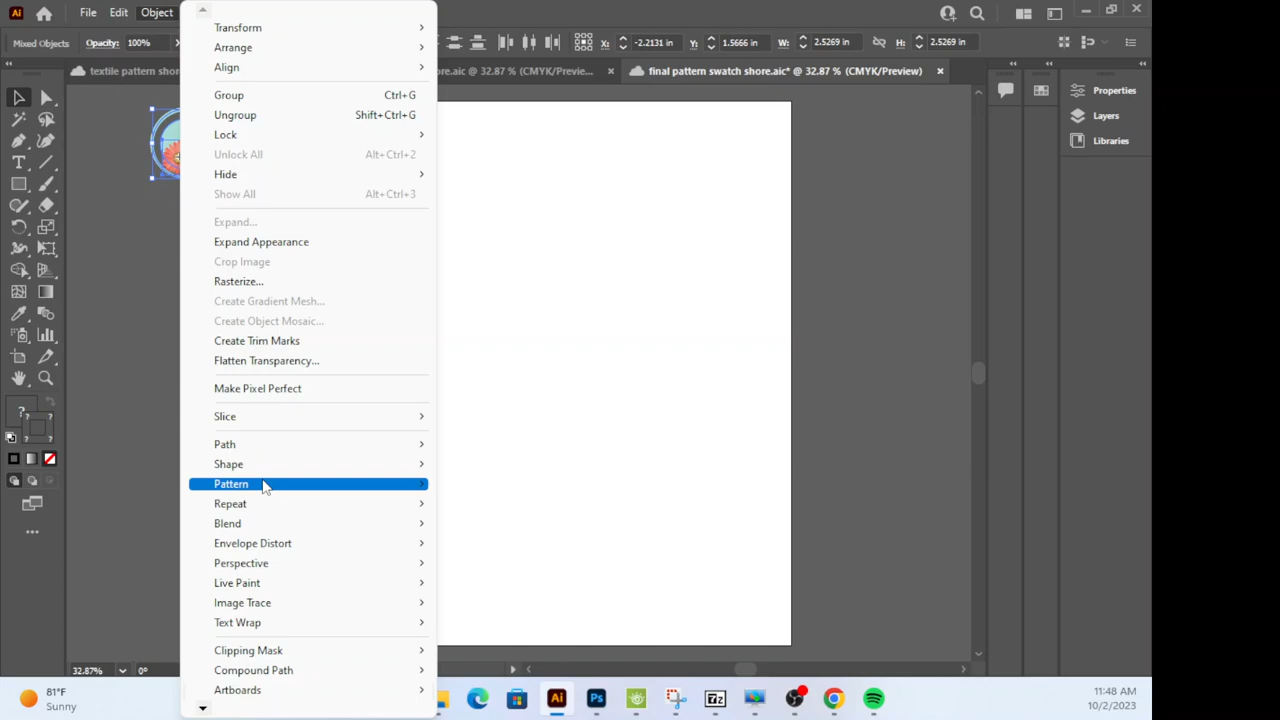 Ai File Edit Object
Mixed Objects Opacity: 100% X: -2.2131 in Y: 1.5666 in W: 2.5269 in H: 2.5269 in
textile pattern shor ore.aic @ 32.87 % (CMYK/Previe... × final pattern swatch shore.aic* @ 32.87 % (CMYK/Preview) ×
Transform
Arrange
Align
Group Ctrl+G
Ungroup Shift+Ctrl+G
Lock
Unlock All Alt+Ctrl+2
Hide
Show All Alt+Ctrl+3
Expand...
Expand Appearance
Crop Image
Rasterize...
Create Gradient Mesh...
Create Object Mosaic...
Create Trim Marks
Flatten Transparency...
Make Pixel Perfect
Slice
Path
Shape
Pattern
Repeat
Blend
Envelope Distort
Perspective
Live Paint
Image Trace
Text Wrap
Clipping Mask
Compound Path
Artboards
Properties
Layers
Libraries
32.87% 0°
81°F
Sunny
Ai Ps 7z
11:48 AM
10/2/2023